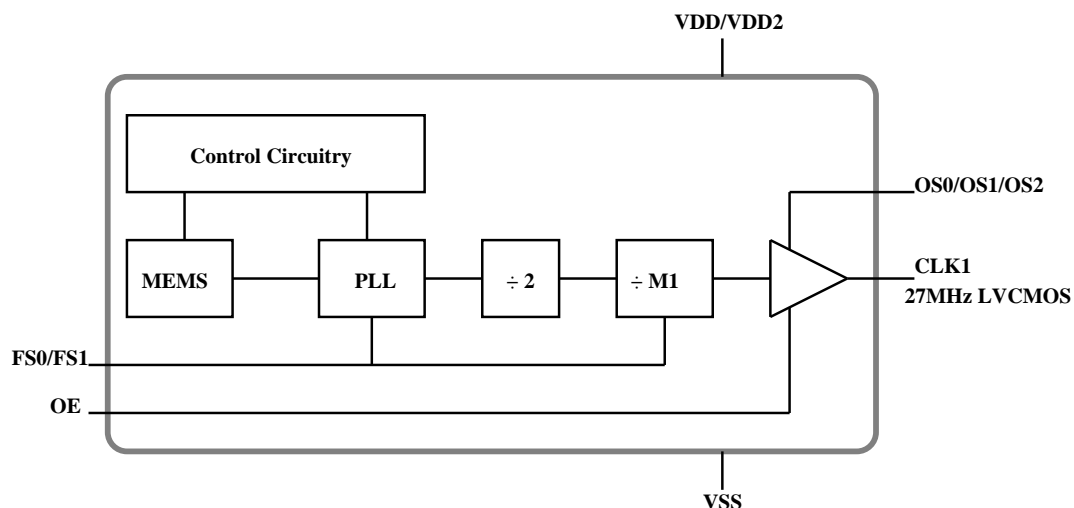 VDD/VDD2
Control Circuitry
OS0/OS1/OS2
MEMS
PLL
÷ 2
÷ M1
CLK1
27MHz LVCMOS
FS0/FS1
OE
VSS